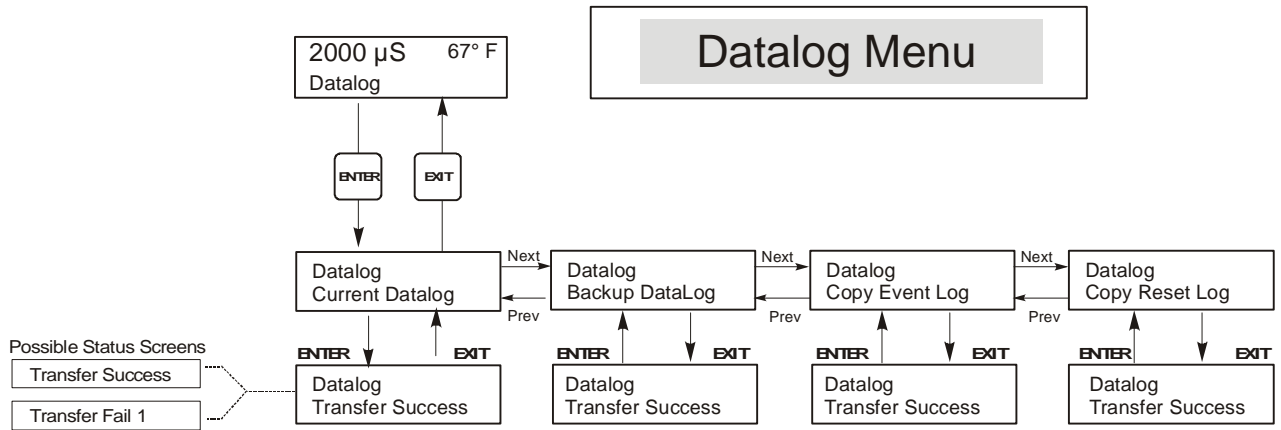 Datalog Menu
2000 µS 67° F
Datalog
ENTER
EXIT
Datalog
Current Datalog
Next
Prev
Datalog
Backup DataLog
Next
Prev
Datalog
Copy Event Log
Next
Prev
Datalog
Copy Reset Log
ENTER EXIT
ENTER EXIT
ENTER EXIT
ENTER EXIT
Possible Status Screens
Transfer Success
Transfer Fail 1
Datalog
Transfer Success
Datalog
Transfer Success
Datalog
Transfer Success
Datalog
Transfer Success